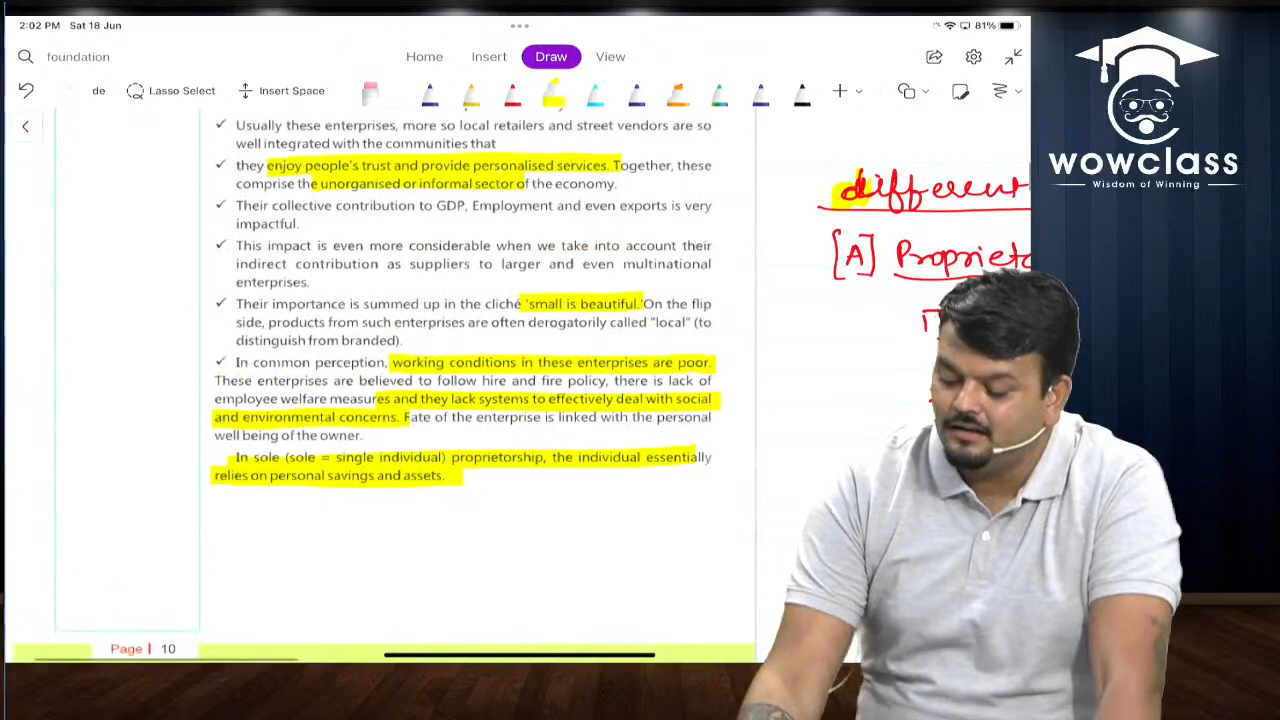 2:02 PM Sat 18 Jun
81%
foundation
Home Insert Draw View
de Lasso Select Insert Space
Usually these enterprises, more so local retailers and street vendors are so
well integrated with the communities that
they enjoy people's trust and provide personalised services. Together, these
comprise the unorganised or informal sector of the economy.
Their collective contribution to GDP, Employment and even exports is very
impactful.
This impact is even more considerable when we take into account their
indirect contribution as suppliers to larger and even multinational
enterprises.
Their importance is summed up in the cliché 'small is beautiful.'On the flip
side, products from such enterprises are often derogatorily called "local" (to
distinguish from branded).
In common perception, working conditions in these enterprises are poor.
These enterprises are believed to follow hire and fire policy, there is lack of
employee welfare measures and they lack systems to effectively deal with social
and environmental concerns. Fate of the enterprise is linked with the personal
well being of the owner.
In sole (sole = single individual) proprietorship, the individual essentially
relies on personal savings and assets.
Page | 10
different
[A] Proprieto
wowclass
Wisdom of Winning